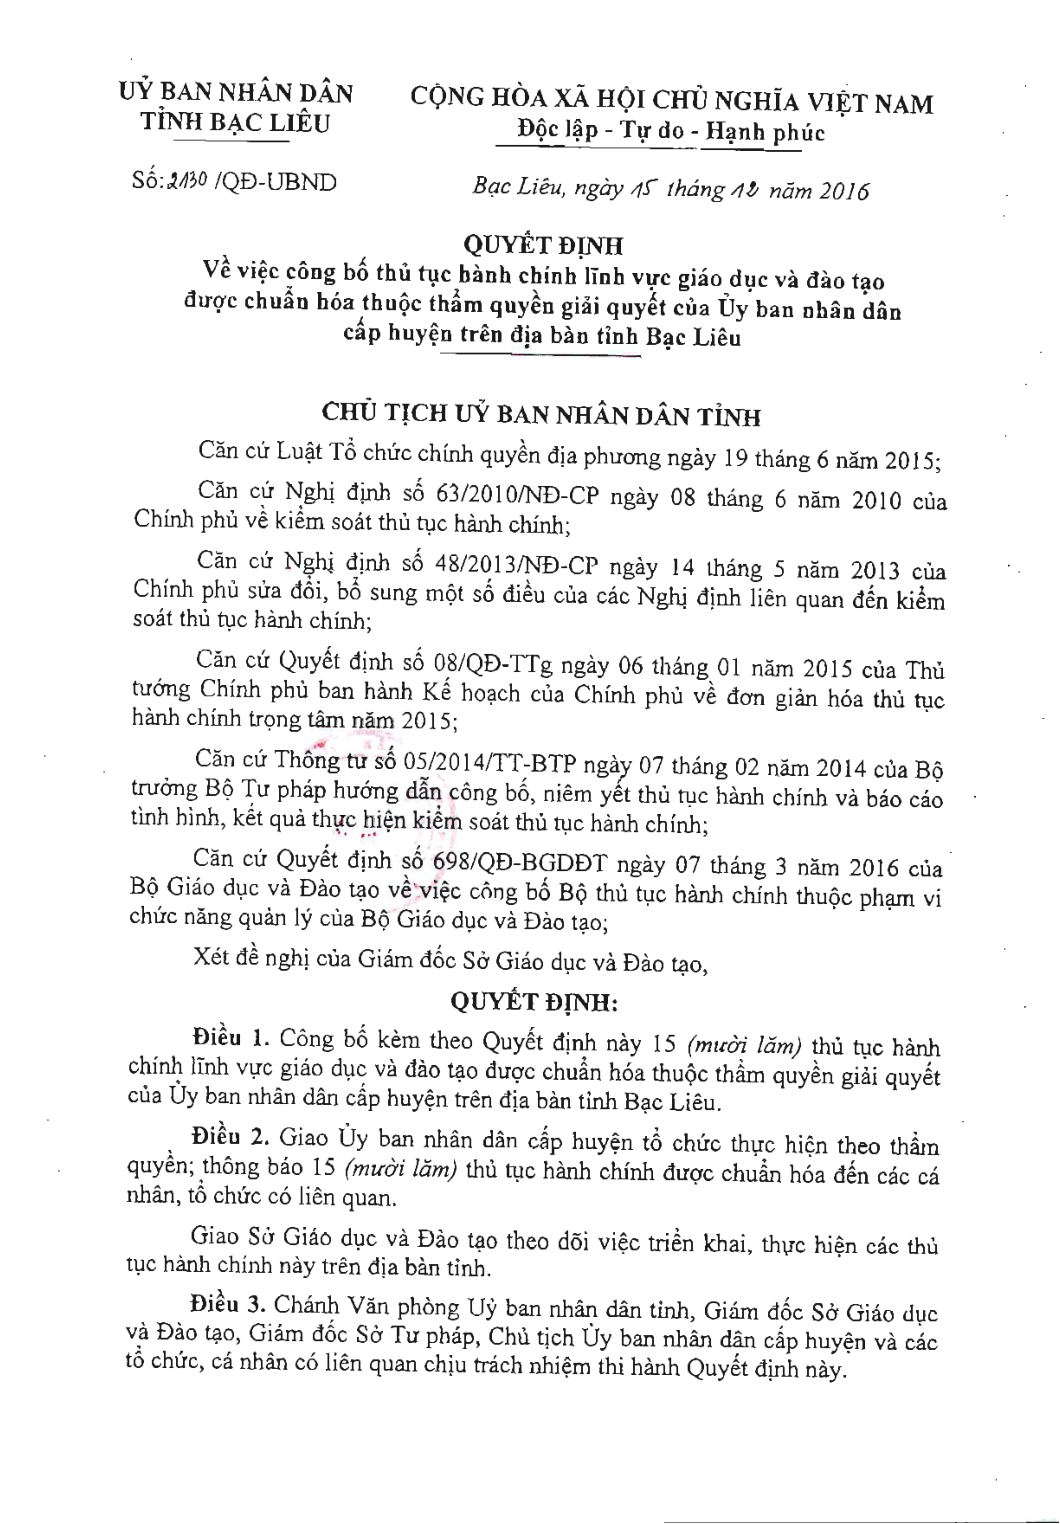 UỶ BAN NHÂN DÂN
TỈNH BẠC LIÊU
CỘNG HÒA XÃ HỘI CHỦ NGHĨA VIỆT NAM
Độc lập - Tự do - Hạnh phúc
Số: 2130 /QĐ-UBND
Bạc Liêu, ngày 15 tháng 12 năm 2016
QUYẾT ĐỊNH
Về việc công bố thủ tục hành chính lĩnh vực giáo dục và đào tạo
được chuẩn hóa thuộc thẩm quyền giải quyết của Ủy ban nhân dân
cấp huyện trên địa bàn tỉnh Bạc Liêu
CHỦ TỊCH UỶ BAN NHÂN DÂN TỈNH
Căn cứ Luật Tổ chức chính quyền địa phương ngày 19 tháng 6 năm 2015;
Căn cứ Nghị định số 63/2010/NĐ-CP ngày 08 tháng 6 năm 2010 của
Chính phủ về kiểm soát thủ tục hành chính;
Căn cứ Nghị định số 48/2013/NĐ-CP ngày 14 tháng 5 năm 2013 của
Chính phủ sửa đổi, bổ sung một số điều của các Nghị định liên quan đến kiểm
soát thủ tục hành chính;
Căn cứ Quyết định số 08/QĐ-TTg ngày 06 tháng 01 năm 2015 của Thủ
tướng Chính phủ ban hành Kế hoạch của Chính phủ về đơn giản hóa thủ tục
hành chính trọng tâm năm 2015;
Căn cứ Thông tư số 05/2014/TT-BTP ngày 07 tháng 02 năm 2014 của Bộ
trưởng Bộ Tư pháp hướng dẫn công bố, niêm yết thủ tục hành chính và báo cáo
tình hình, kết quả thực hiện kiểm soát thủ tục hành chính;
Căn cứ Quyết định số 698/QĐ-BGDĐT ngày 07 tháng 3 năm 2016 của
Bộ Giáo dục và Đào tạo về việc công bố Bộ thủ tục hành chính thuộc phạm vi
chức năng quản lý của Bộ Giáo dục và Đào tạo;
Xét đề nghị của Giám đốc Sở Giáo dục và Đào tạo,
QUYẾT ĐỊNH:
Điều 1. Công bố kèm theo Quyết định này 15 (mười lăm) thủ tục hành
chính lĩnh vực giáo dục và đào tạo được chuẩn hóa thuộc thẩm quyền giải quyết
của Ủy ban nhân dân cấp huyện trên địa bàn tỉnh Bạc Liêu.
Điều 2. Giao Ủy ban nhân dân cấp huyện tổ chức thực hiện theo thẩm
quyền; thông báo 15 (mười lăm) thủ tục hành chính được chuẩn hóa đến các cá
nhân, tổ chức có liên quan.
Giao Sở Giáo dục và Đào tạo theo dõi việc triển khai, thực hiện các thủ
tục hành chính này trên địa bàn tỉnh.
Điều 3. Chánh Văn phòng Uỷ ban nhân dân tỉnh, Giám đốc Sở Giáo dục
và Đào tạo, Giám đốc Sở Tư pháp, Chủ tịch Ủy ban nhân dân cấp huyện và các
tổ chức, cá nhân có liên quan chịu trách nhiệm thi hành Quyết định này.